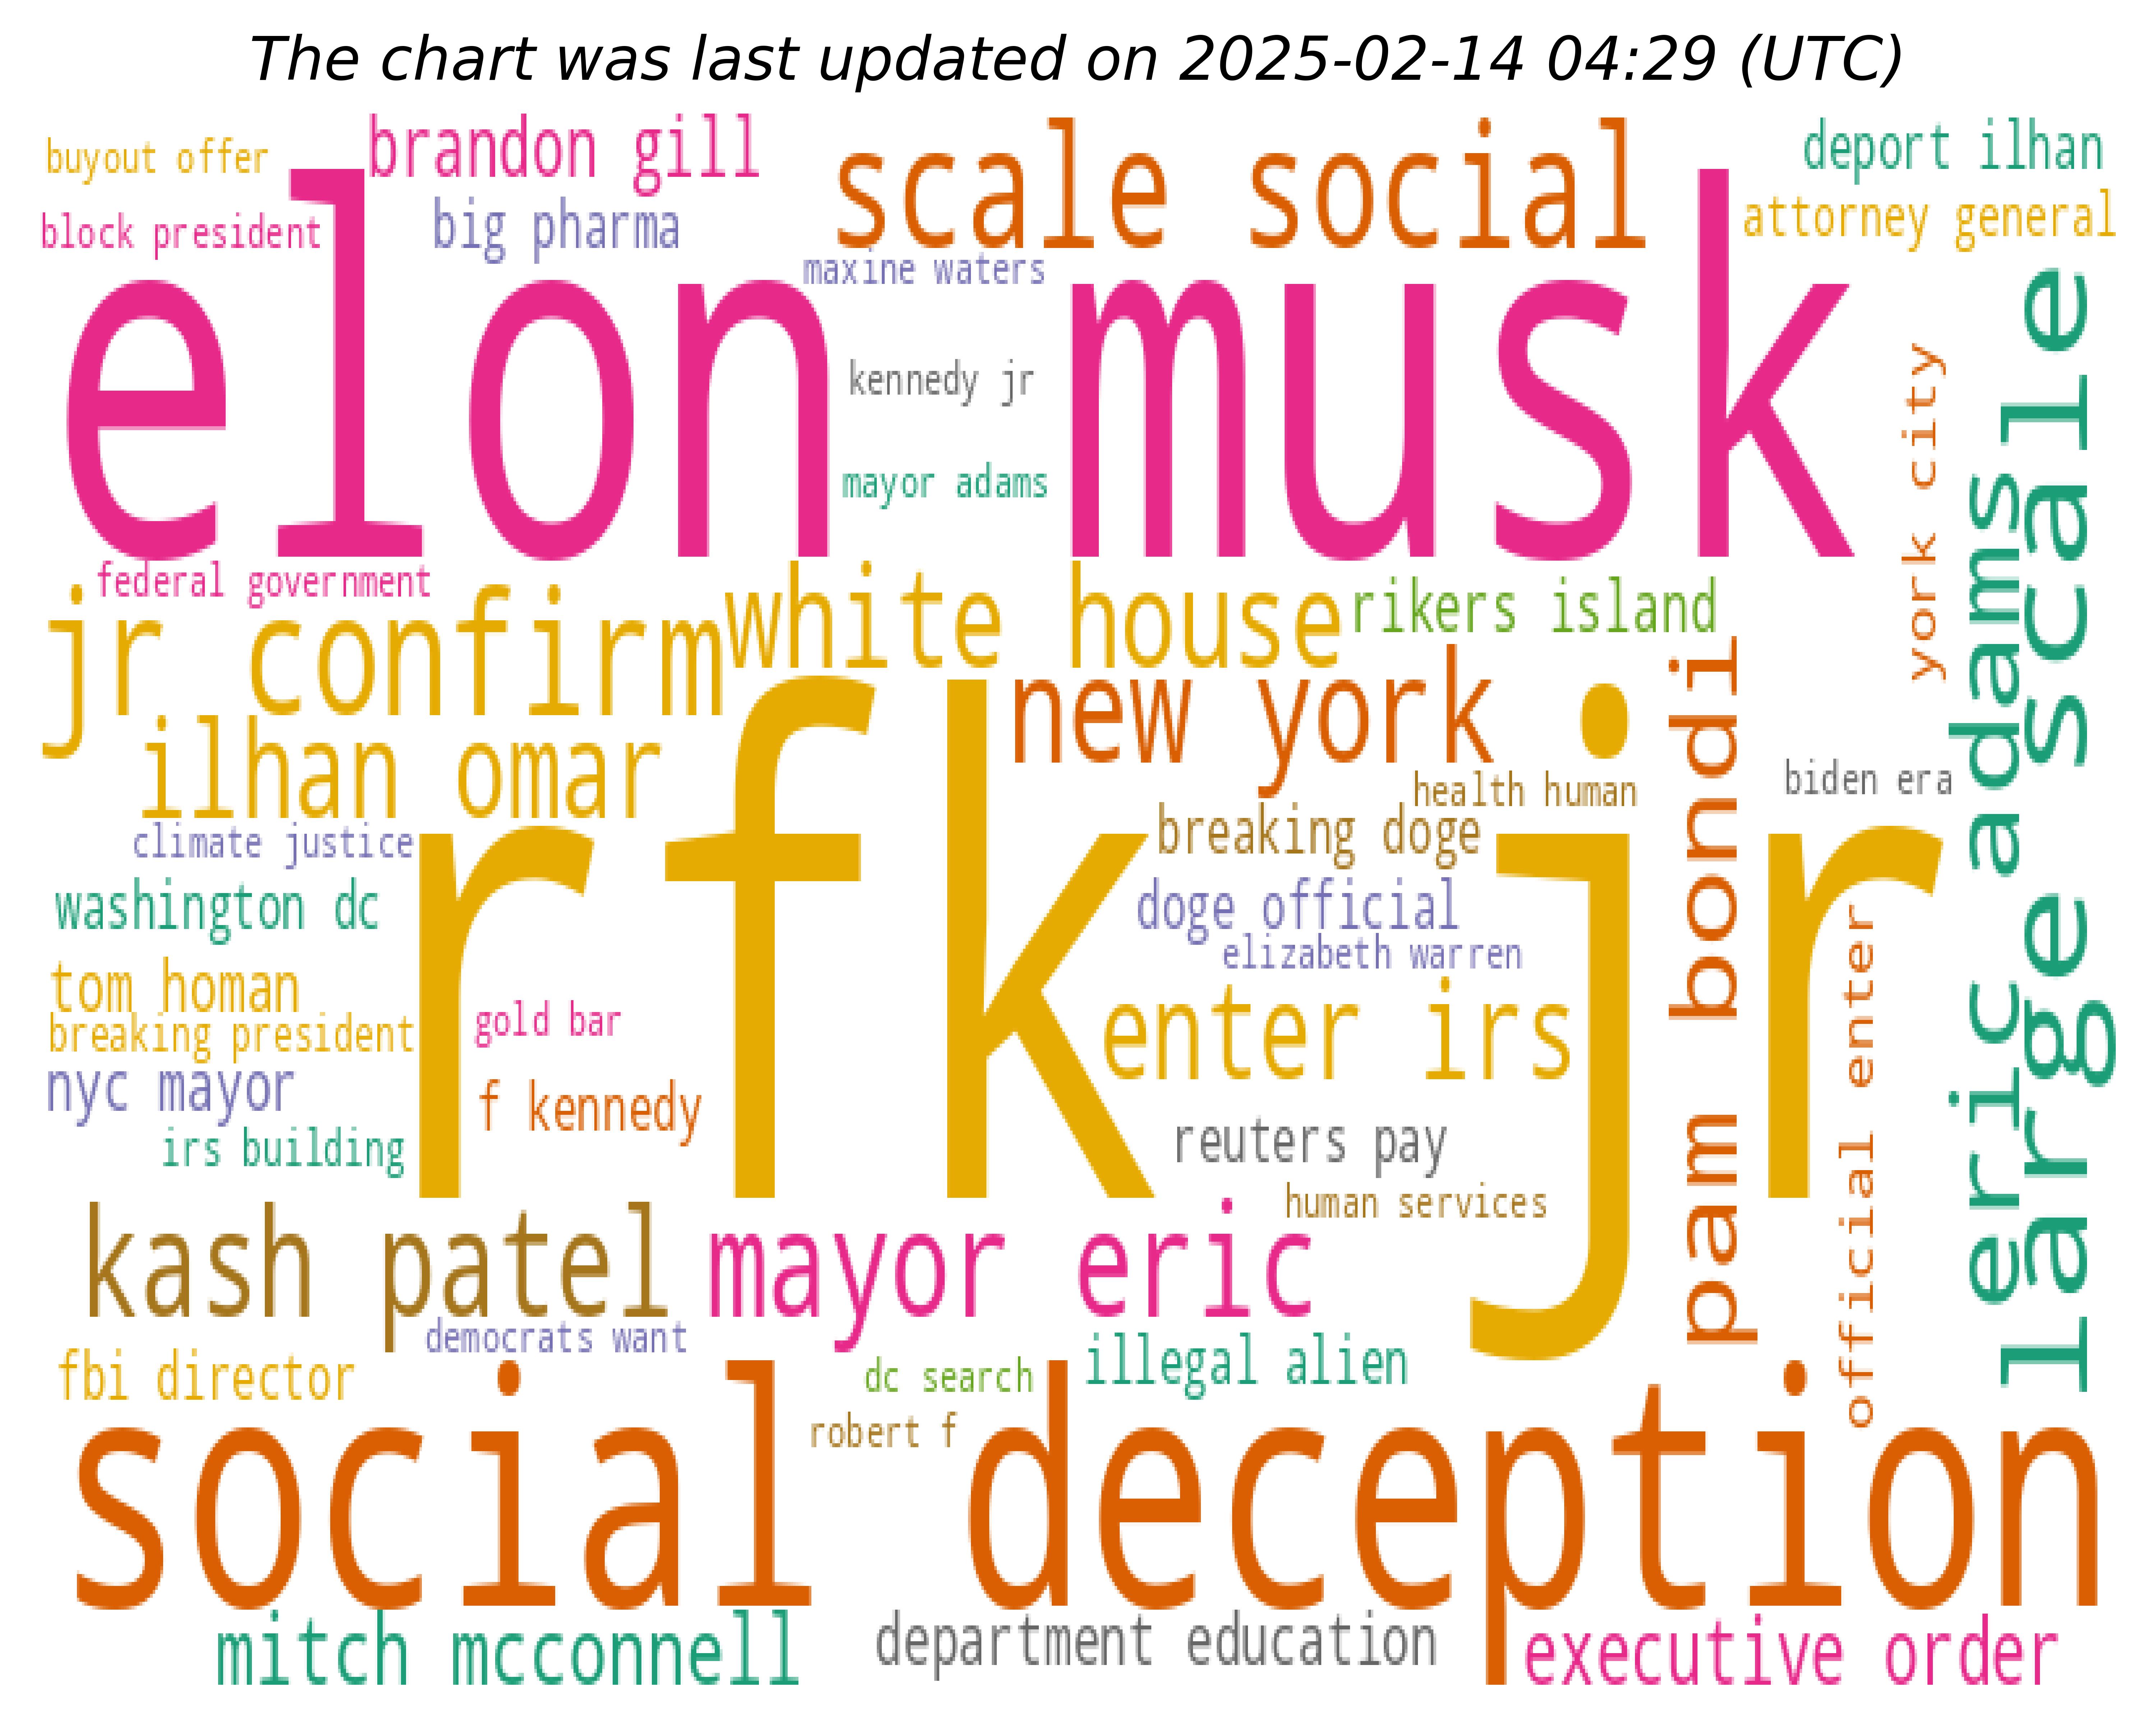 The chart was last updated on 2025-02-14 04:29 (UTC)
buyout offer
brandon gill
scale social
deport ilhan
block president
big pharma
attorney general
maxine waters
elon musk
kennedy jr
mayor adams
york city
large scale
eric adams
federal government
jr confirm
white house
rikers island
ilhan omar
new york
pam bondi
health human
biden era
climate justice
rfk jr
breaking doge
washington dc
doge official
elizabeth warren
official enter
tom homan
gold bar
enter irs
breaking president
nyc mayor
f kennedy
irs building
reuters pay
human services
kash patel
mayor eric
democrats want
fbi director
dc search
illegal alien
robert f
social deception
mitch mcconnell
department education
executive order